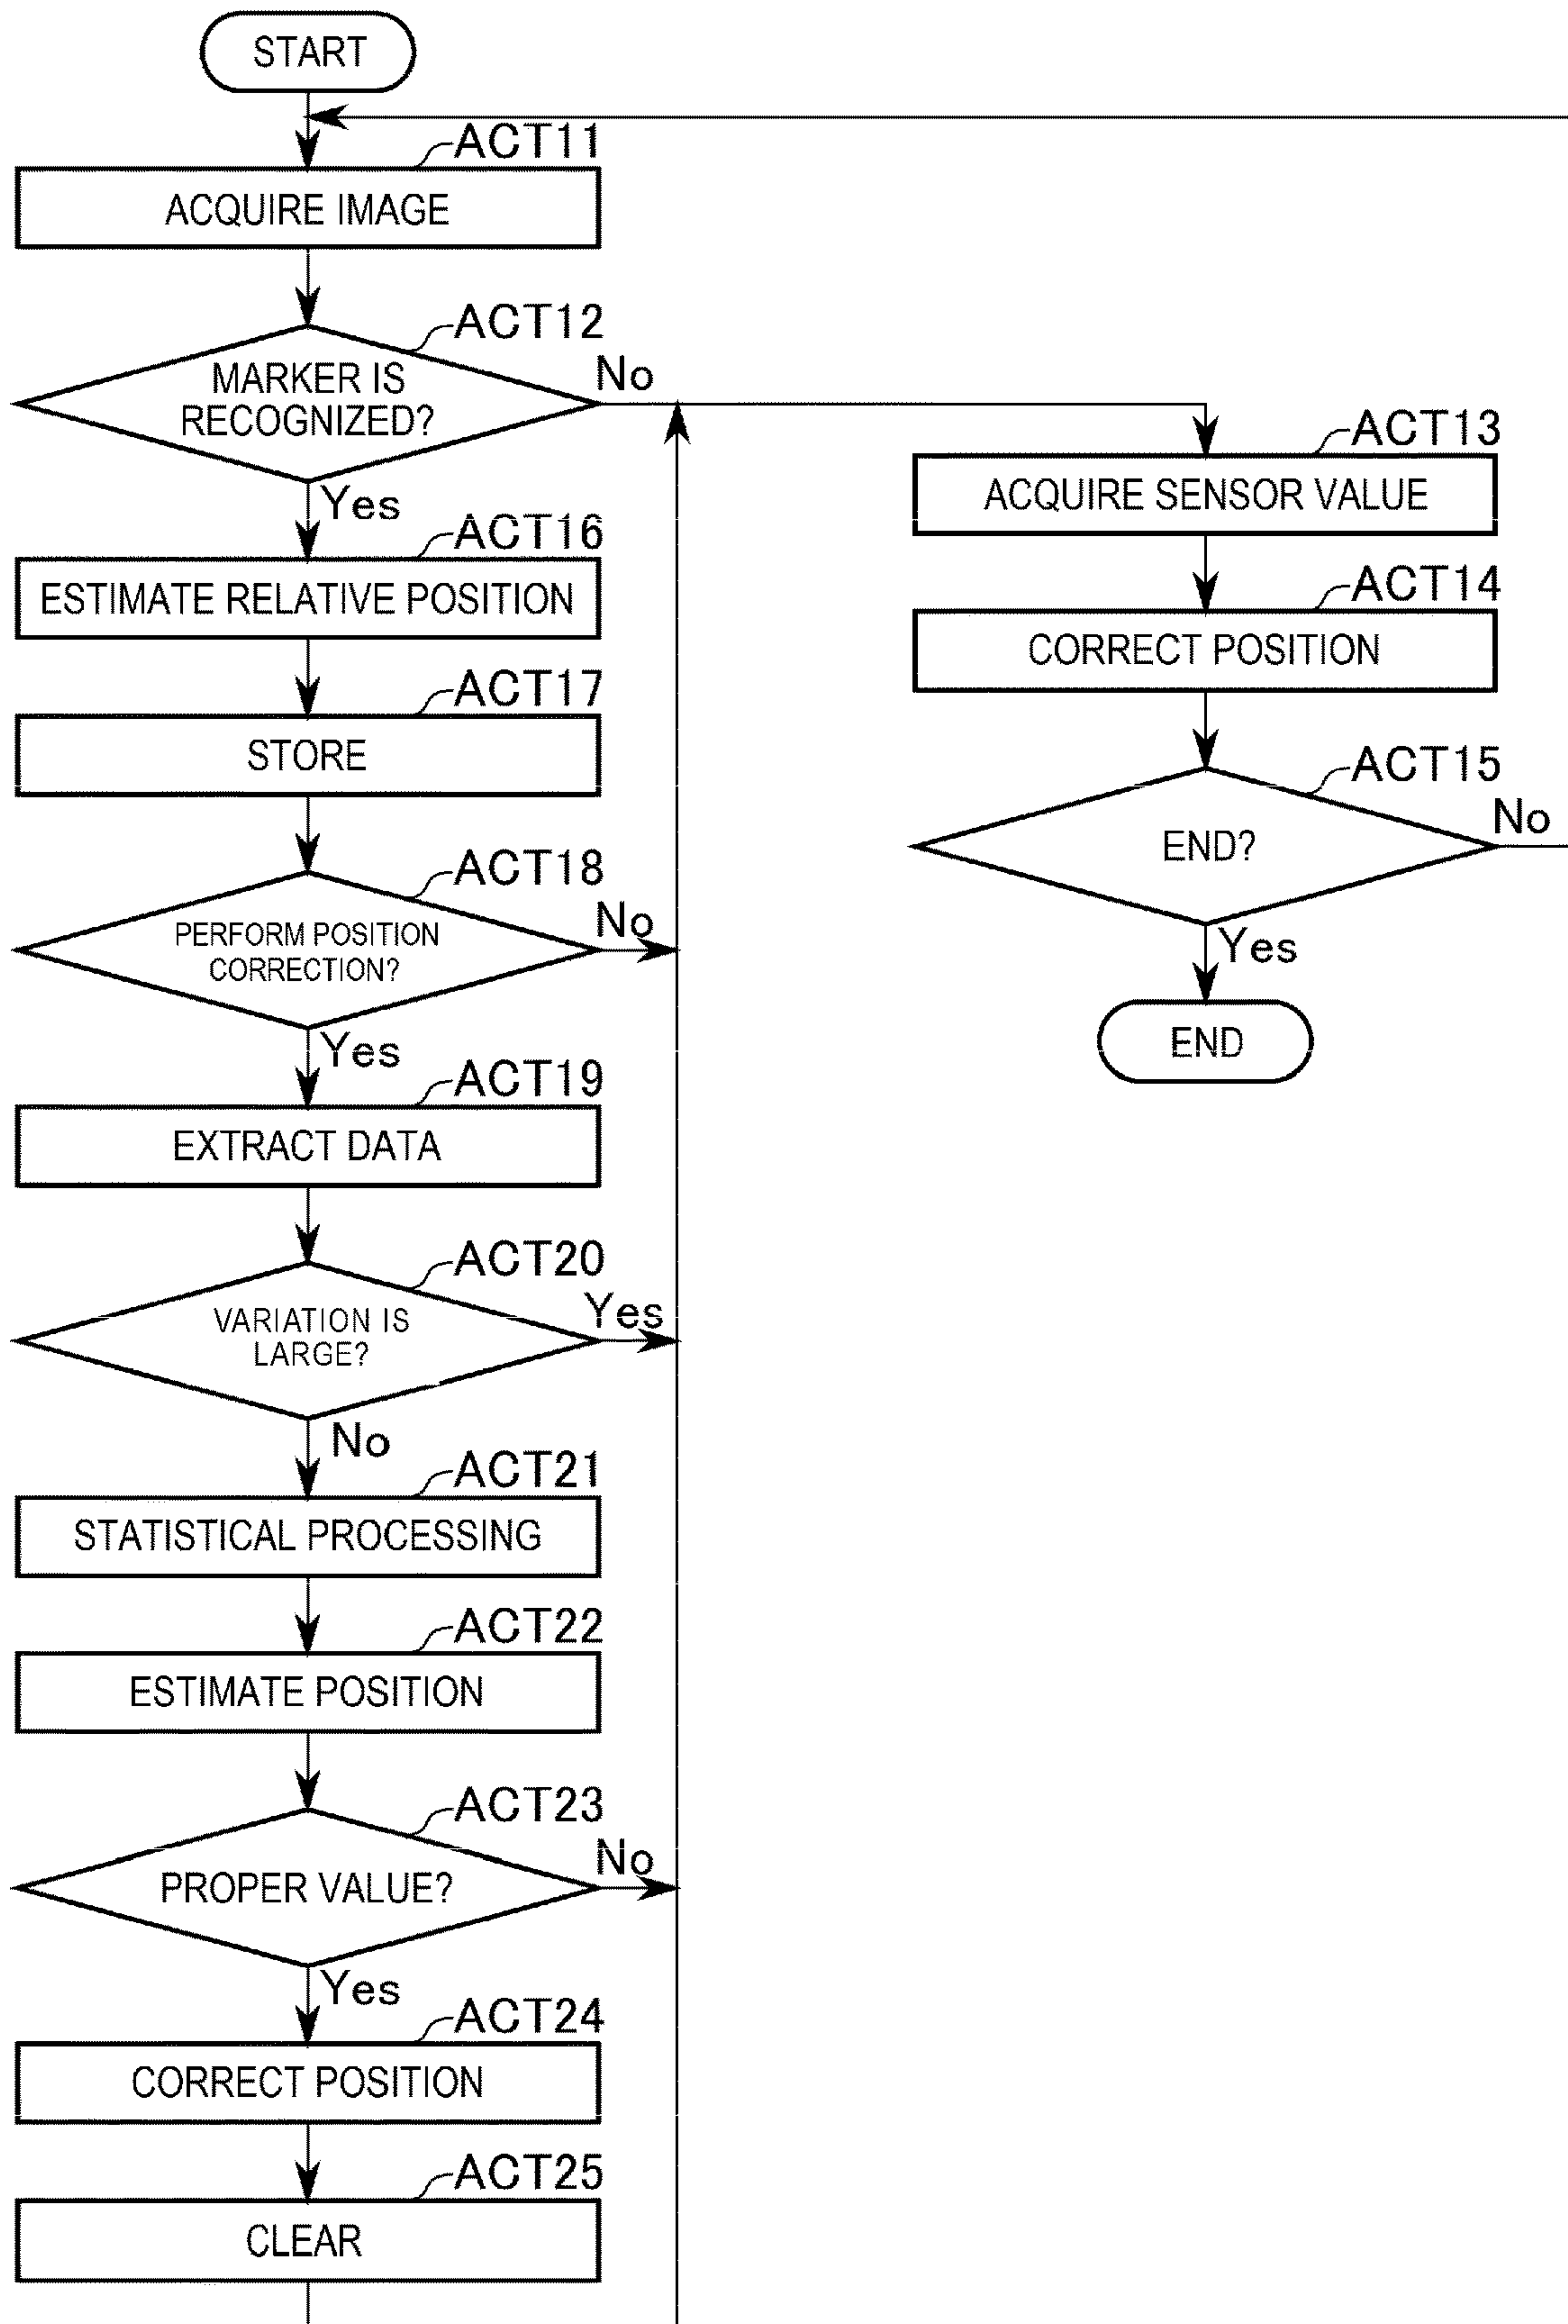 START
ACT11
ACQUIRE IMAGE
ACT12
MARKER IS
RECOGNIZED?
No
Yes
ACT16
ESTIMATE RELATIVE POSITION
ACT17
STORE
ACT18
PERFORM POSITION
CORRECTION?
No
Yes
ACT19
EXTRACT DATA
ACT20
VARIATION IS
LARGE?
Yes
No
ACT21
STATISTICAL PROCESSING
ACT22
ESTIMATE POSITION
ACT23
PROPER VALUE?
No
Yes
ACT24
CORRECT POSITION
ACT25
CLEAR
ACT13
ACQUIRE SENSOR VALUE
ACT14
CORRECT POSITION
ACT15
END?
No
Yes
END